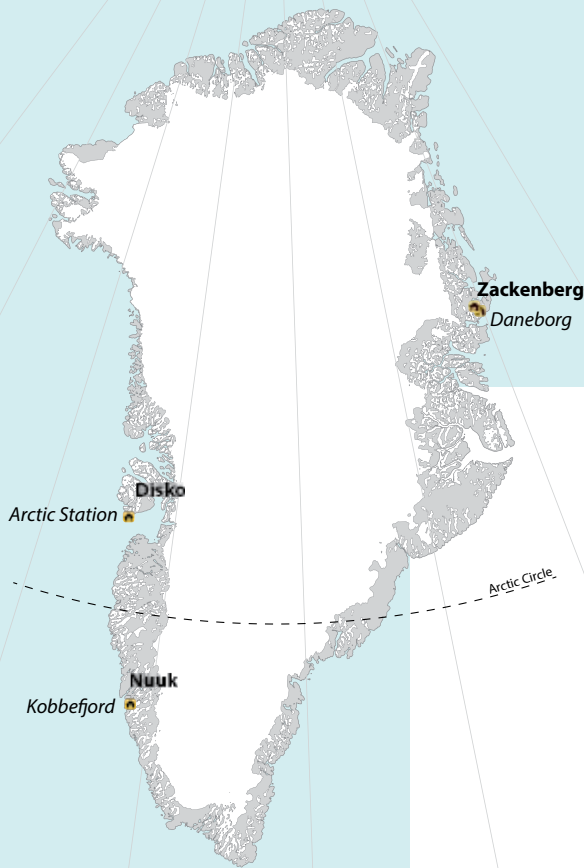 Zackenberg
Daneborg
Disko
Arctic Station
Arctic Circle
Nuuk
Kobbefjord